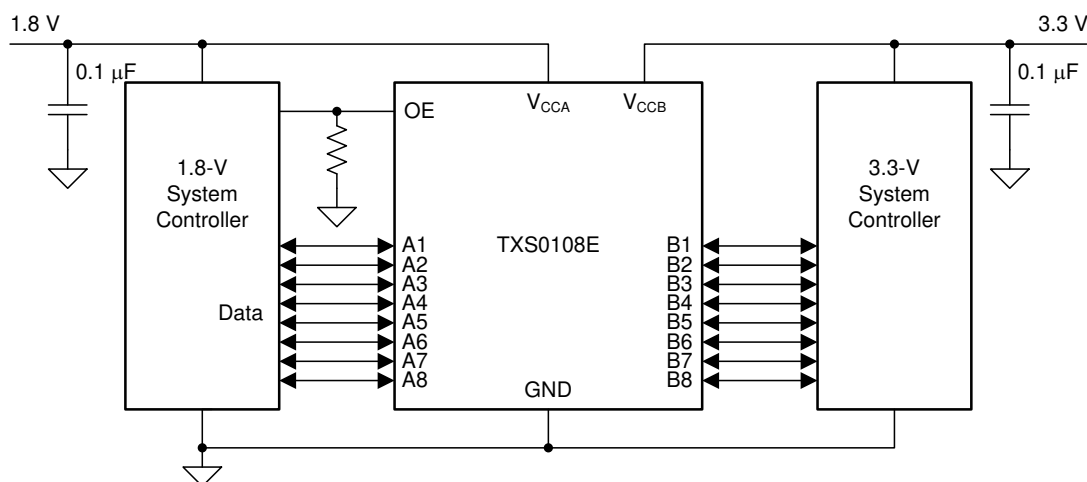 1.8 V
3.3 V
0.1 μF
0.1 μF
OE
VCCA
VCCB
1.8-V
System
Controller
3.3-V
System
Controller
TXS0108E
Data
A1
A2
A3
A4
A5
A6
A7
A8
B1
B2
B3
B4
B5
B6
B7
B8
GND